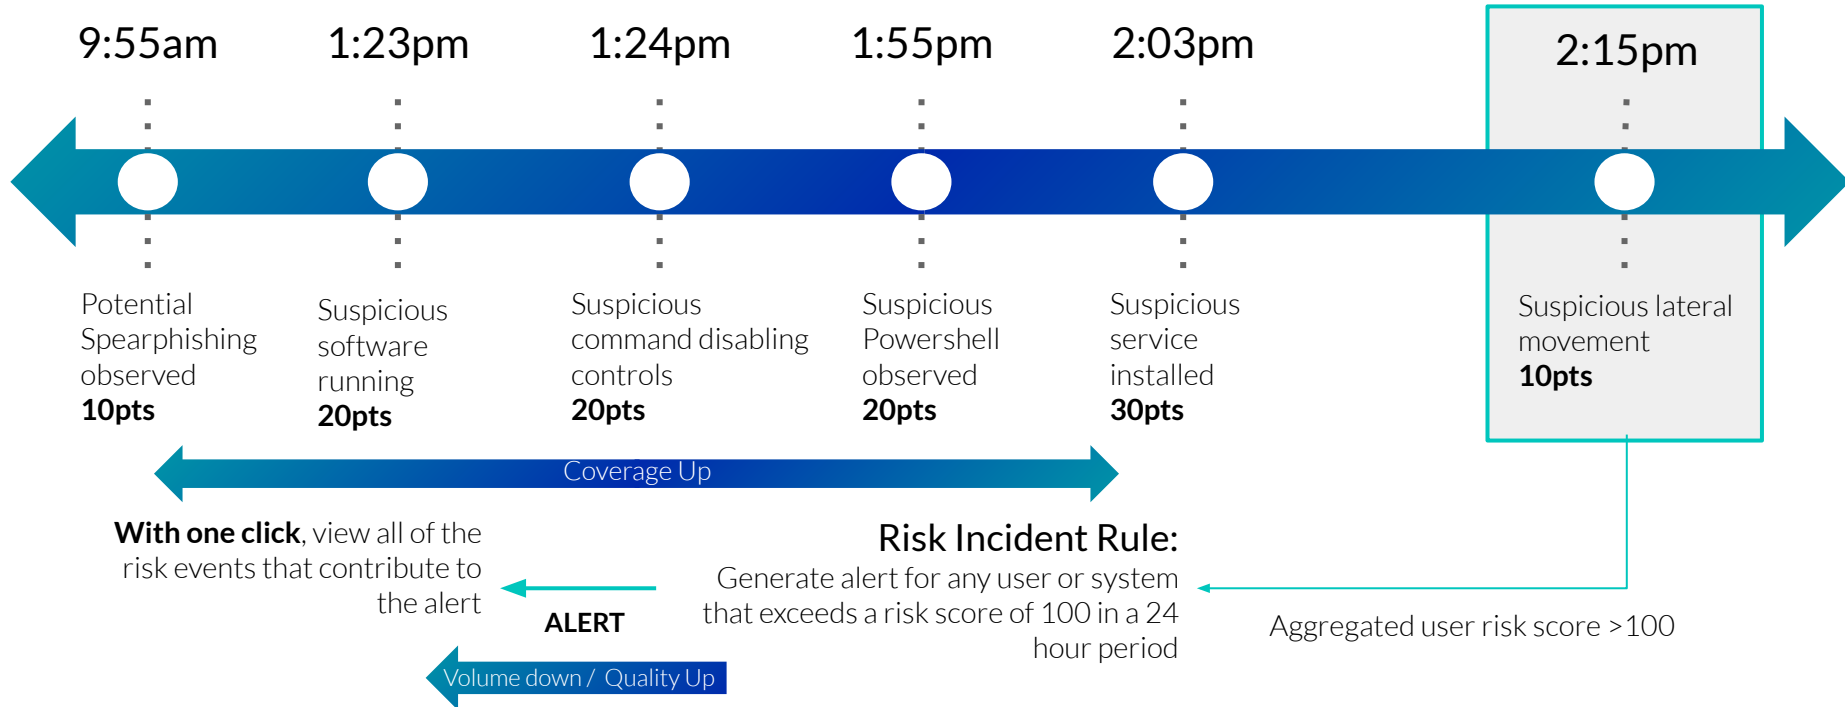 9:55am
1:23pm
1:24pm
1:55pm
2:03pm
2:15pm
Potential
Spearphishing
observed
10pts
Suspicious
software
running
20pts
Suspicious
command disabling
controls
20pts
Suspicious
Powershell
observed
20pts
Suspicious
service
installed
30pts
Suspicious lateral
movement
10pts
Coverage Up
With one click, view all of the
risk events that contribute to
the alert
ALERT
Volume down / Quality Up
Risk Incident Rule:
Generate alert for any user or system
that exceeds a risk score of 100 in a 24
hour period
Aggregated user risk score >100